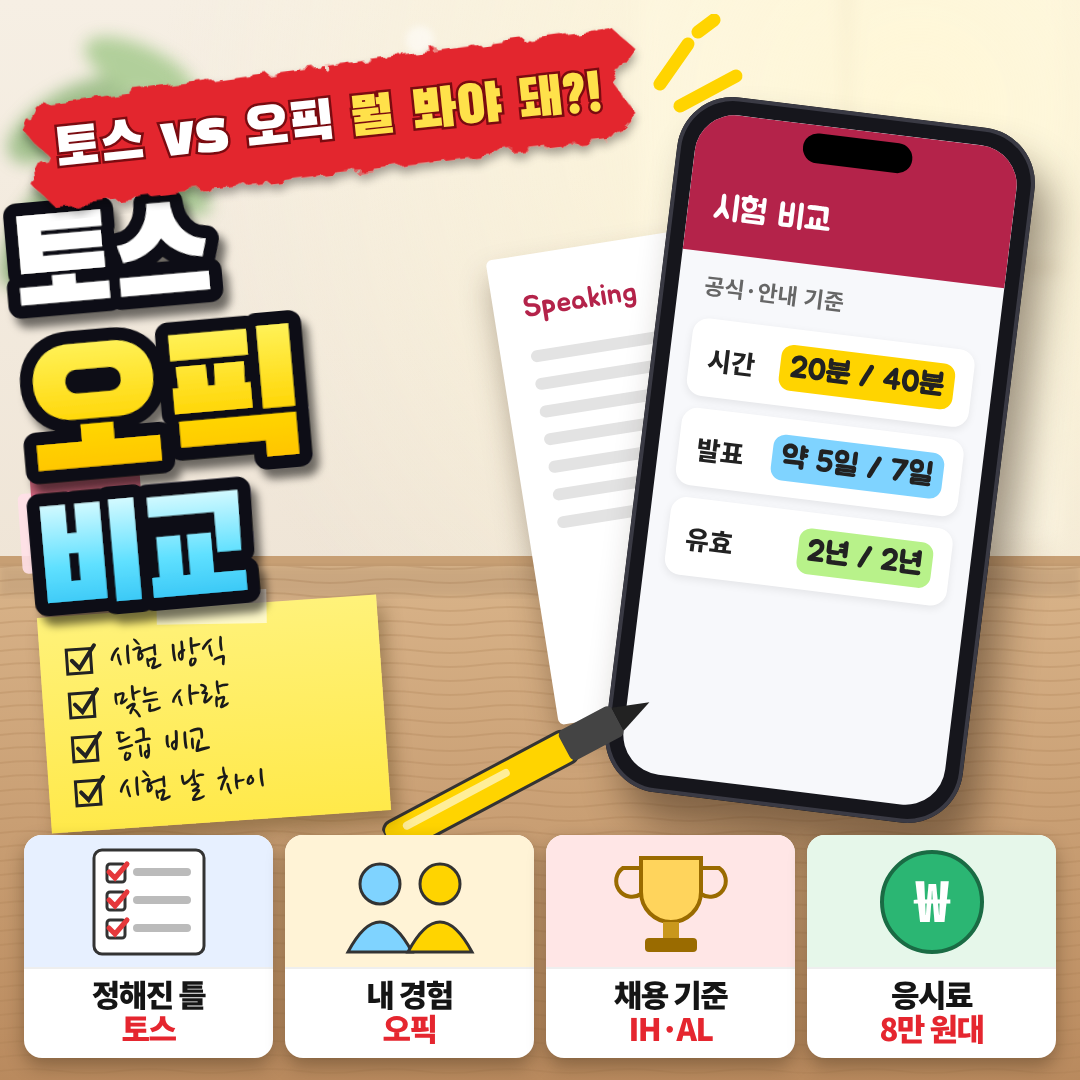 토스 vs 오픽 뭘 봐야 돼?!
토스
오픽
비교
시험 방식
맞는 사람
등급 비교
시험 날 차이
Speaking
시험 비교
공식·안내 기준
시간 20분 / 40분
발표 약 5일 / 7일
유효 2년 / 2년
정해진 틀
토스
내 경험
오픽
채용 기준
IH·AL
₩
응시료
8만 원대